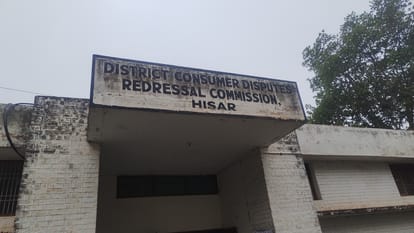 DISTRICT CONSUMER DISPUTES
REDRESSAL COMMISSION.
HISAR